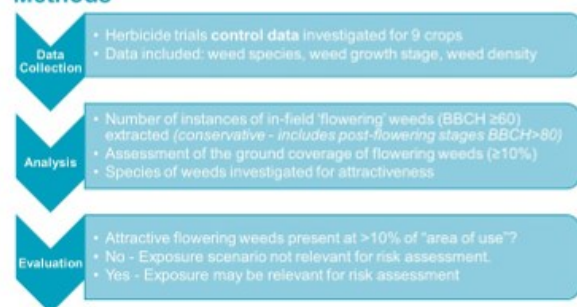 Methods
Data
Collection
• Herbicide trials control data investigated for 9 crops
• Data included: weed species, weed growth stage, weed density
Analysis
• Number of instances of in-field 'flowering' weeds (BBCH ≥60)
extracted (conservative - includes post-flowering stages BBCH>80)
• Assessment of the ground coverage of flowering weeds (≥10%)
• Species of weeds investigated for attractiveness
Evaluation
• Attractive flowering weeds present at >10% of “area of use”?
• No - Exposure scenario not relevant for risk assessment.
• Yes - Exposure may be relevant for risk assessment